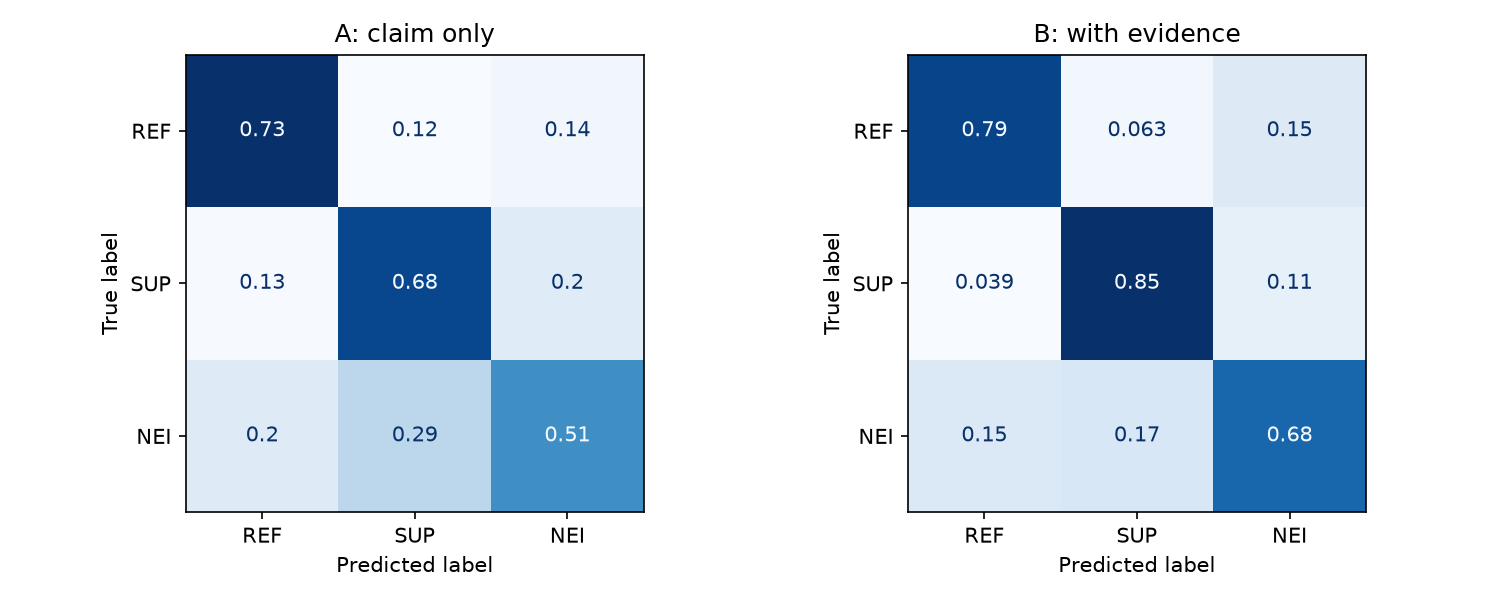 A: claim only
REF 0.73 0.12 0.14
SUP 0.13 0.68 0.2
NEI 0.2 0.29 0.51
REF SUP NEI
Predicted label
True label
B: with evidence
REF 0.79 0.063 0.15
SUP 0.039 0.85 0.11
NEI 0.15 0.17 0.68
REF SUP NEI
Predicted label
True label